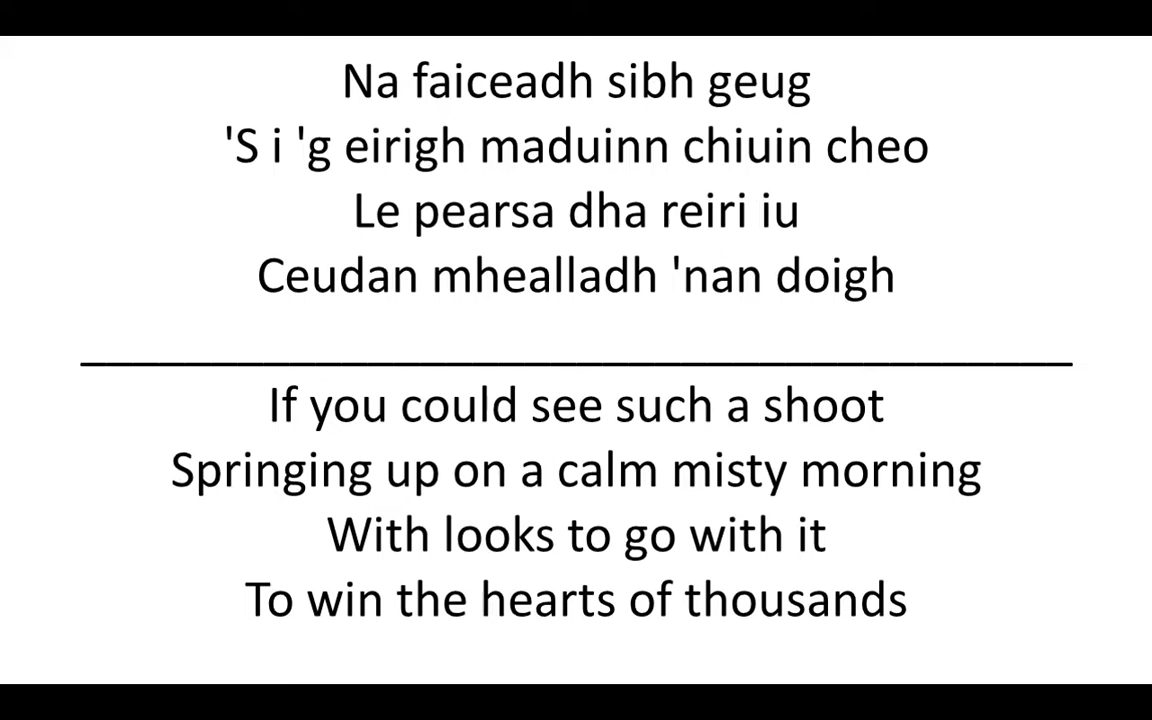 Na faiceadh sibh geug
'S i 'g eirigh maduinn chiuin cheo
Le pearsa dha reiri iu
Ceudan mhealladh 'nan doigh
If you could see such a shoot
Springing up on a calm misty morning
With looks to go with it
To win the hearts of thousands